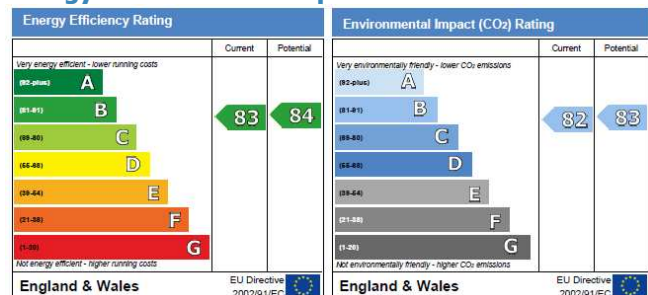 Energy Efficiency Rating
Current Potential
Very energy efficient - lower running costs
(92-plus) A
(81-91) B
83 84
(69-80) C
(55-68) D
(39-54) E
(21-38) F
(1-20) G
Not energy efficient - higher running costs
England & Wales
EU Directive
2002/91/EC
Environmental Impact (CO2) Rating
Current Potential
Very environmentally friendly - lower CO2 emissions
(92-plus) A
(81-91) B
82 83
(69-80) C
(55-68) D
(39-54) E
(21-38) F
(1-20) G
Not environmentally friendly - higher CO2 emissions
England & Wales
EU Directive
2002/91/EC